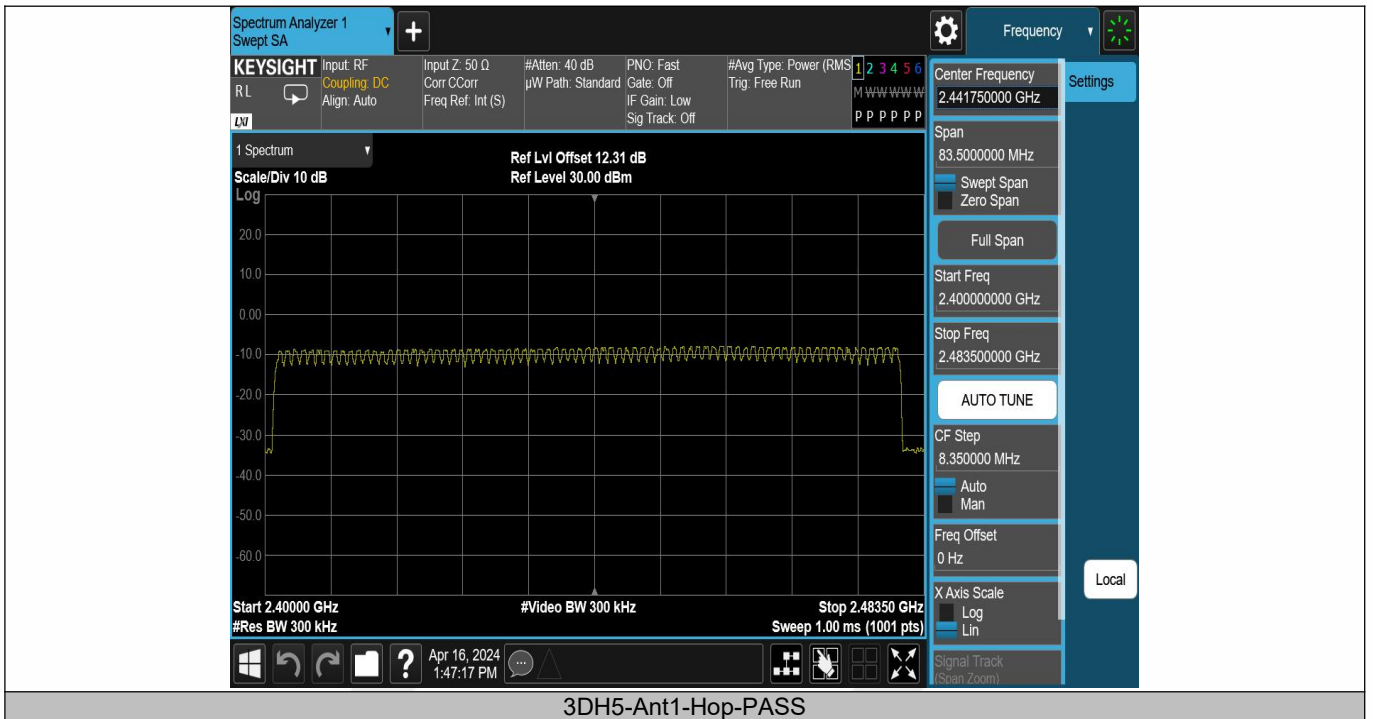 Spectrum Analyzer 1
Swept SA
+
Frequency
KEYSIGHT
RL
LXI
Input: RF
Coupling: DC
Align: Auto
Input Z: 50 Ω
Corr CCorr
Freq Ref: Int (S)
#Atten: 40 dB
µW Path: Standard
PNO: Fast
Gate: Off
IF Gain: Low
Sig Track: Off
#Avg Type: Power (RMS
Trig: Free Run
1 2 3 4 5 6
M W W W W W
P P P P P P
Center Frequency
2.441750000 GHz
Settings
Span
83.5000000 MHz
Swept Span
Zero Span
Full Span
Start Freq
2.400000000 GHz
Stop Freq
2.483500000 GHz
AUTO TUNE
CF Step
8.350000 MHz
Auto
Man
Freq Offset
0 Hz
X Axis Scale
Log
Lin
Signal Track
(Span Zoom)
Local
1 Spectrum
Scale/Div 10 dB
Ref Lvl Offset 12.31 dB
Ref Level 30.00 dBm
Log
20.0
10.0
0.00
-10.0
-20.0
-30.0
-40.0
-50.0
-60.0
Start 2.40000 GHz
#Video BW 300 kHz
Stop 2.48350 GHz
#Res BW 300 kHz
Sweep 1.00 ms (1001 pts)
?
Apr 16, 2024
1:47:17 PM
3DH5-Ant1-Hop-PASS